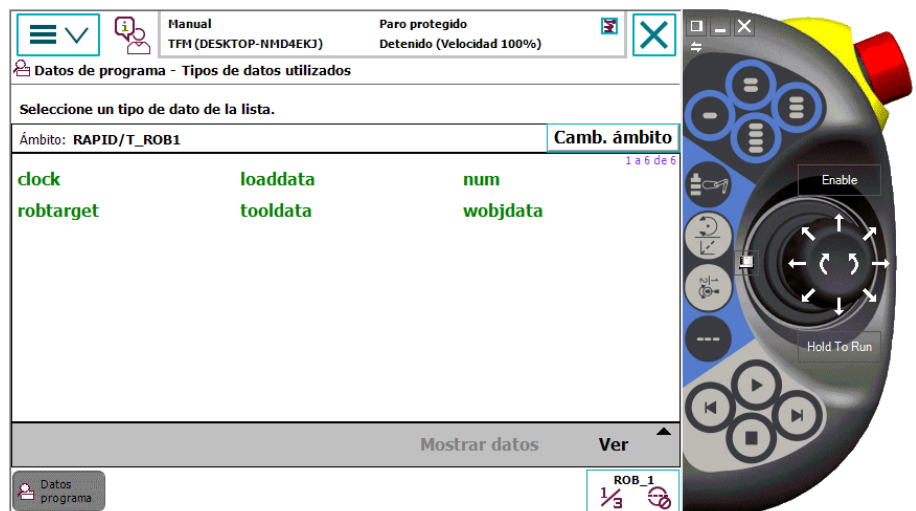 Manual
TFM (DESKTOP-NMD4EKJ)
Paro protegido
Detenido (Velocidad 100%)
Datos de programa - Tipos de datos utilizados
Seleccione un tipo de dato de la lista.
Ámbito: RAPID/T_ROB1
Camb. ámbito
1 a 6 de 6
clock loaddata num
robtarget tooldata wobjdata
Enable
Hold To Run
Mostrar datos Ver
Datos
programa
ROB_1
1/3